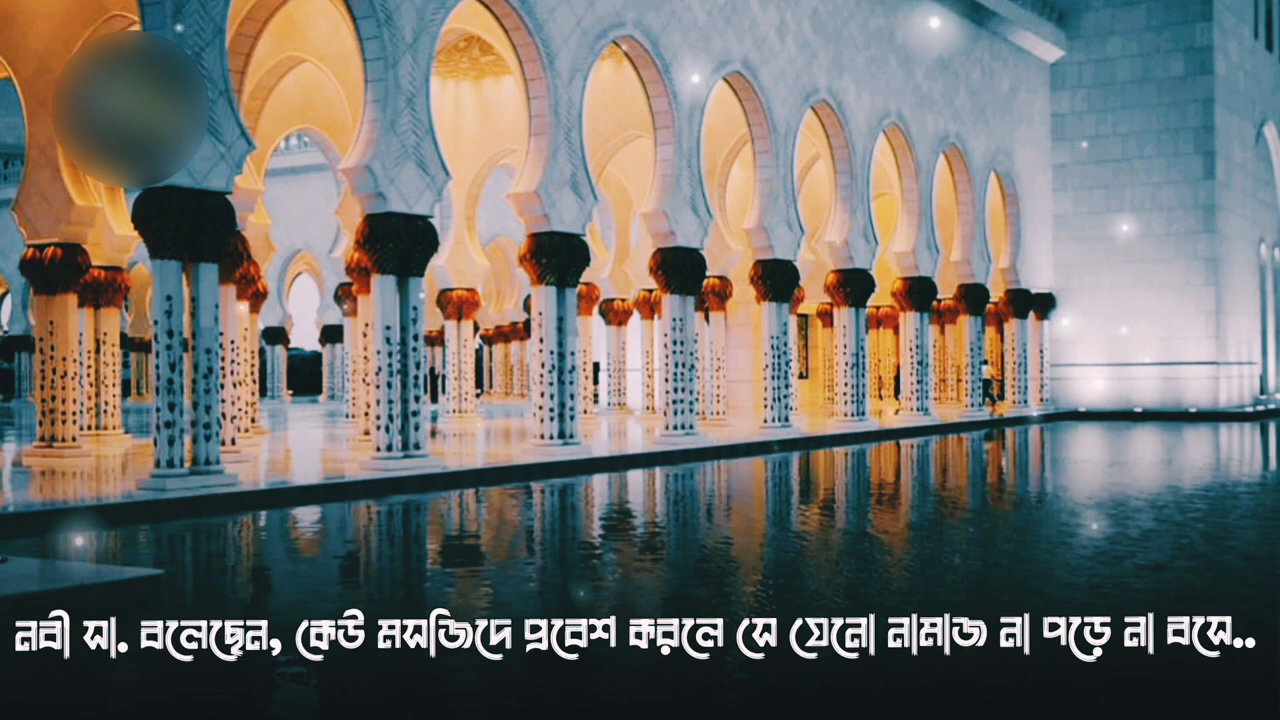 নবী সা. বলেছেন, কেউ মসজিদে প্রবেশ করলে সে যেনো নামাজ না পড়ে না বসে..